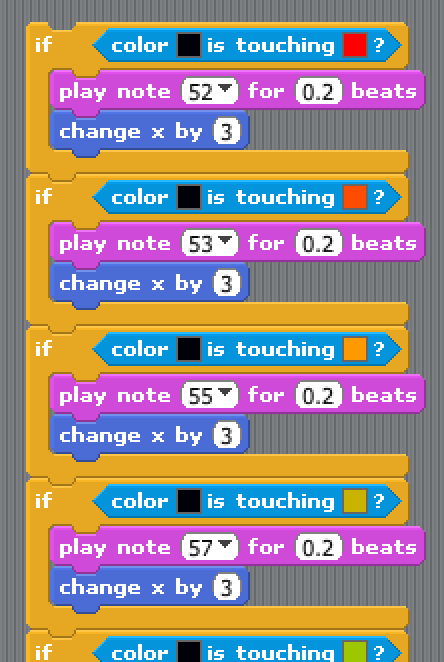 if color is touching ?
play note 52 for 0.2 beats
change x by 3
if color is touching ?
play note 53 for 0.2 beats
change x by 3
if color is touching ?
play note 55 for 0.2 beats
change x by 3
if color is touching ?
play note 57 for 0.2 beats
change x by 3
if color is touching ?